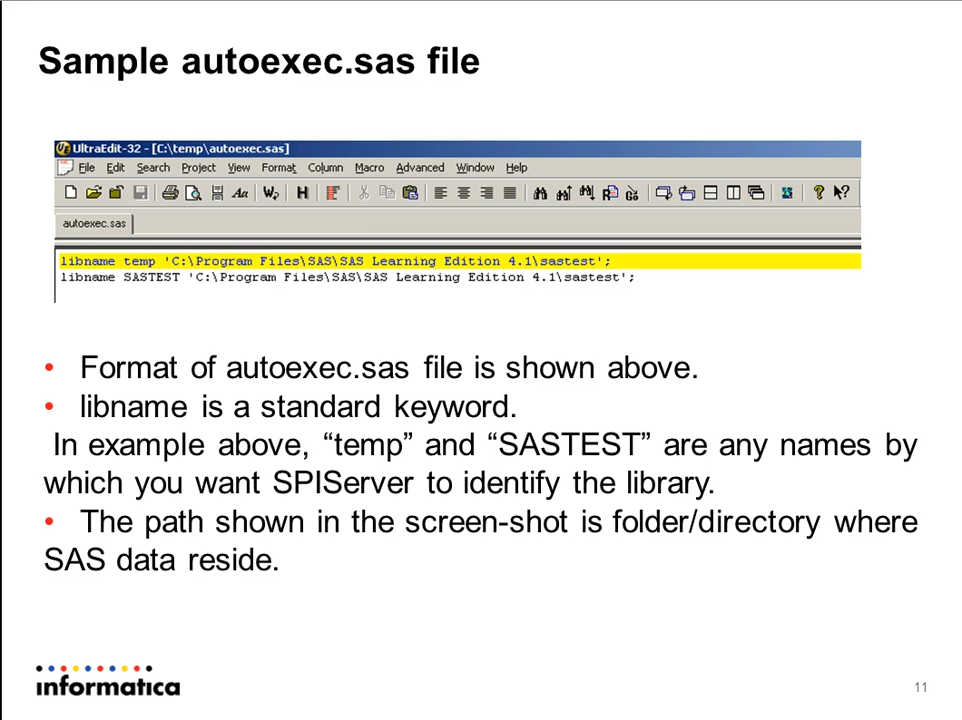 Sample autoexec.sas file
UltraEdit-32 - [C:\temp\autoexec.sas]
File Edit Search Project View Format Column Macro Advanced Window Help
autoexec.sas
libname temp 'C:\Program Files\SAS\SAS Learning Edition 4.1\sastest';
libname SASTEST 'C:\Program Files\SAS\SAS Learning Edition 4.1\sastest';
• Format of autoexec.sas file is shown above.
• libname is a standard keyword.
In example above, “temp” and “SASTEST” are any names by
which you want SPIServer to identify the library.
• The path shown in the screen-shot is folder/directory where
SAS data reside.
informatica
11